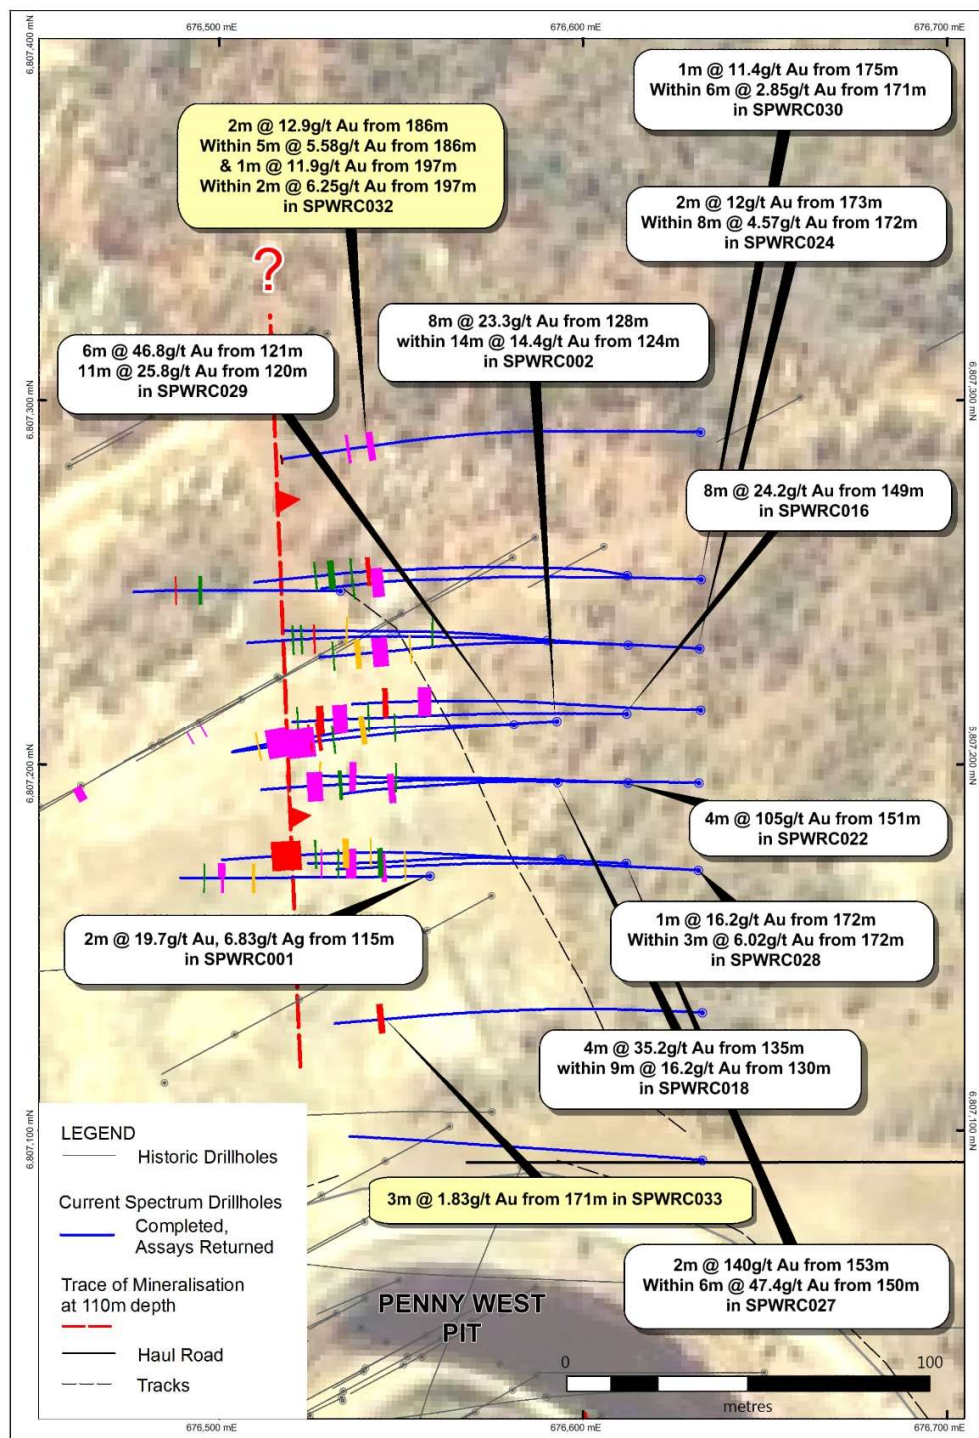 676,500 mE
676,600 mE
676,700 mE
6,807,400 mN
1m @ 11.4g/t Au from 175m
Within 6m @ 2.85g/t Au from 171m
in SPWRC030
2m @ 12.9g/t Au from 186m
Within 5m @ 5.58g/t Au from 186m
& 1m @ 11.9g/t Au from 197m
Within 2m @ 6.25g/t Au from 197m
in SPWRC032
2m @ 12g/t Au from 173m
Within 8m @ 4.57g/t Au from 172m
in SPWRC024
?
8m @ 23.3g/t Au from 128m
within 14m @ 14.4g/t Au from 124m
in SPWRC002
6m @ 46.8g/t Au from 121m
11m @ 25.8g/t Au from 120m
in SPWRC029
6,807,300 mN
6,807,300 mN
8m @ 24.2g/t Au from 149m
in SPWRC016
6,807,200 mN
6,807,200 mN
4m @ 105g/t Au from 151m
in SPWRC022
2m @ 19.7g/t Au, 6.83g/t Ag from 115m
in SPWRC001
1m @ 16.2g/t Au from 172m
Within 3m @ 6.02g/t Au from 172m
in SPWRC028
4m @ 35.2g/t Au from 135m
within 9m @ 16.2g/t Au from 130m
in SPWRC018
6,807,100 mN
6,807,100 mN
3m @ 1.83g/t Au from 171m in SPWRC033
2m @ 140g/t Au from 153m
Within 6m @ 47.4g/t Au from 150m
in SPWRC027
PENNY WEST
PIT
LEGEND
Historic Drillholes
Current Spectrum Drillholes
Completed,
Assays Returned
Trace of Mineralisation
at 110m depth
Haul Road
Tracks
0
100
metres
676,500 mE
676,600 mE
676,700 mE